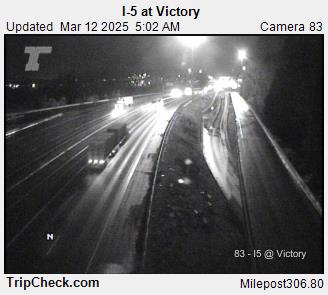 I-5 at Victory
Updated  Mar 12 2025  5:02 AM Camera 83
T
N
83 - I5 @ Victory
TripCheck.com Milepost306.80